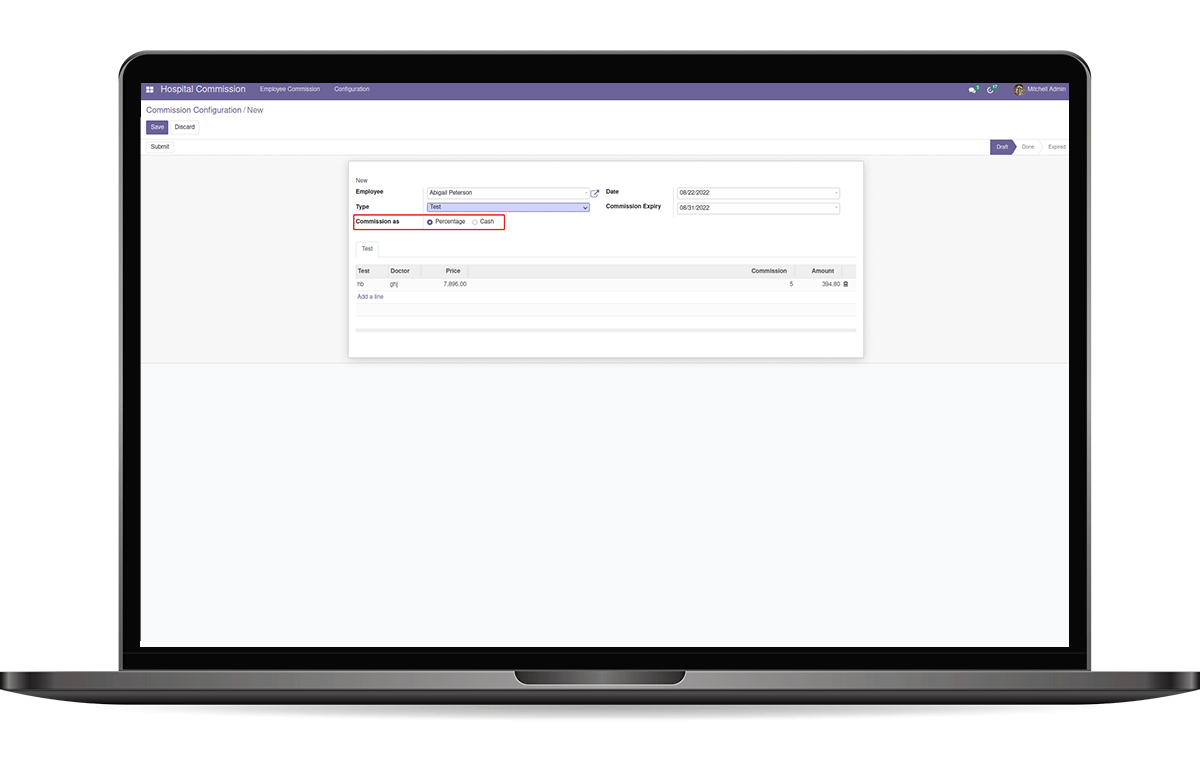 Hospital Commission Employee Commission Configuration Mitchell Admin
Commission Configuration / New
Save Discard
Submit Draft Done Expired
New
Employee Abigail Peterson Date 08/22/2022
Type Test Commission Expiry 08/31/2022
Commission as Percentage Cash
Test
Test Doctor Price Commission Amount
hb ghj 7,896.00 5 394.80
Add a line